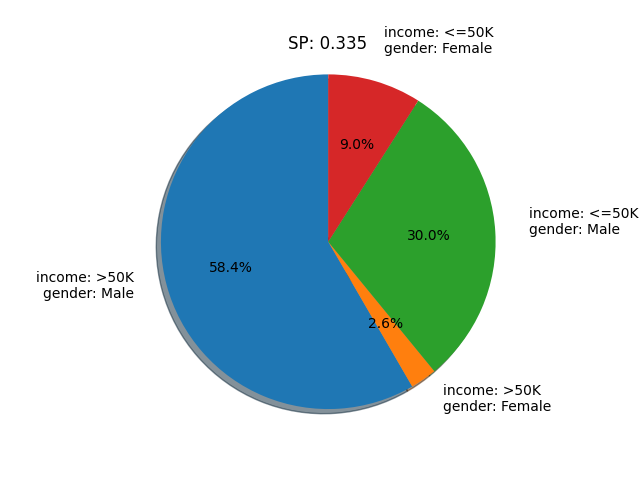 SP: 0.335
income: <=50K
gender: Female
9.0%
income: <=50K
gender: Male
30.0%
58.4%
income: >50K
gender: Male
2.6%
income: >50K
gender: Female